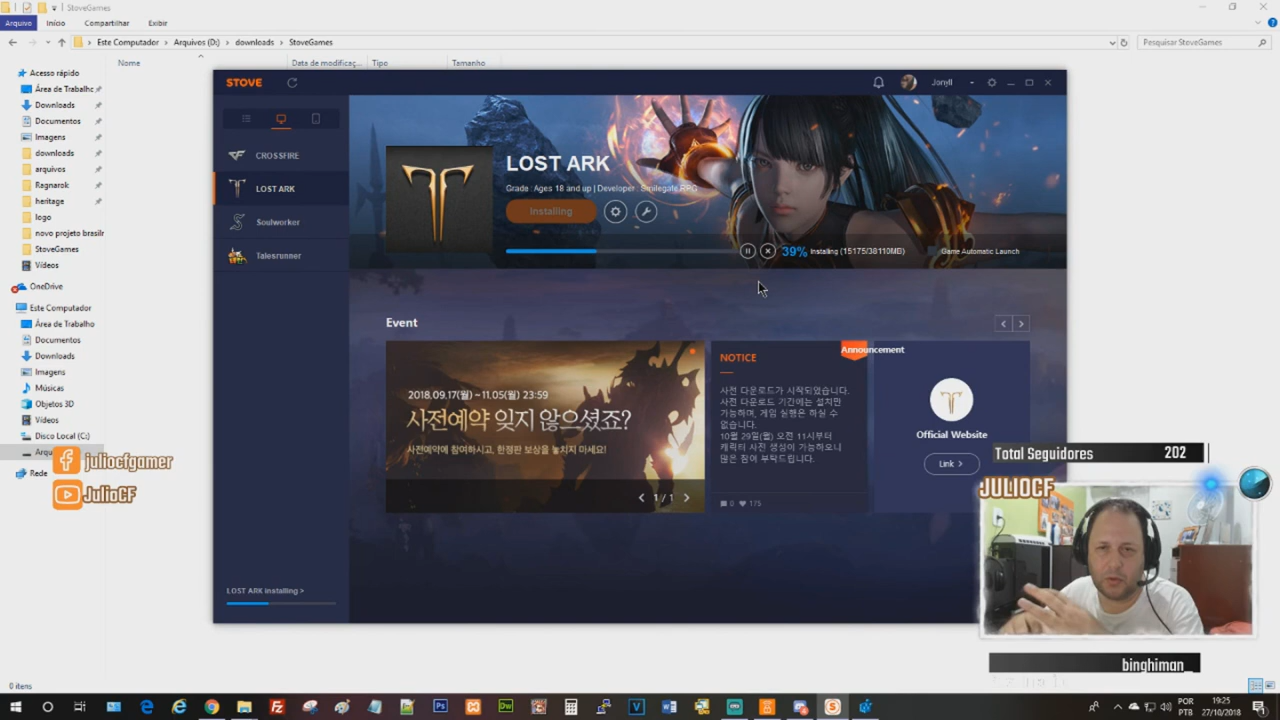 StoveGames
Arquivo Início Compartilhar Exibir
Este Computador > Arquivos (D:) > downloads > StoveGames
Pesquisar StoveGames
Nome Data de modificaç... Tipo Tamanho
Acesso rápido
Área de Trabalho
Downloads
Documentos
Imagens
downloads
arquivos
Ragnarok
heritage
logo
novo projeto brasilr
StoveGames
Vídeos
OneDrive
Este Computador
Área de Trabalho
Documentos
Downloads
Imagens
Músicas
Objetos 3D
Vídeos
Disco Local (C:)
Arqu
Rede
0 itens
STOVE
Jonyll
CROSSFIRE
LOST ARK
Soulworker
Talesrunner
LOST ARK installing >
LOST ARK
Grade : Ages 18 and up | Developer : Smilegate RPG
Installing
39% Installing (15175/38110MB)
Game Automatic Launch
Event
2018.09.17(월) ~11.05(월) 23:59
사전예약 잊지 않으셨죠?
사전예약에 참여하시고, 한정판 보상을 놓치지 마세요!
1 / 1
NOTICE
Announcement
사전 다운로드가 시작되었습니다.
사전 다운로드 기간에는 설치만
가능하며, 게임 실행은 하실 수
없습니다.
10월 29일(월) 오전 11시부터
캐릭터 사전 생성이 가능하오니
많은 참여 부탁드립니다.
0 175
Official Website
Link >
juliocfgamer
JulioCF
Total Seguidores 202
JULIOCF
binghiman_
POR
PTB
19:25
27/10/2018